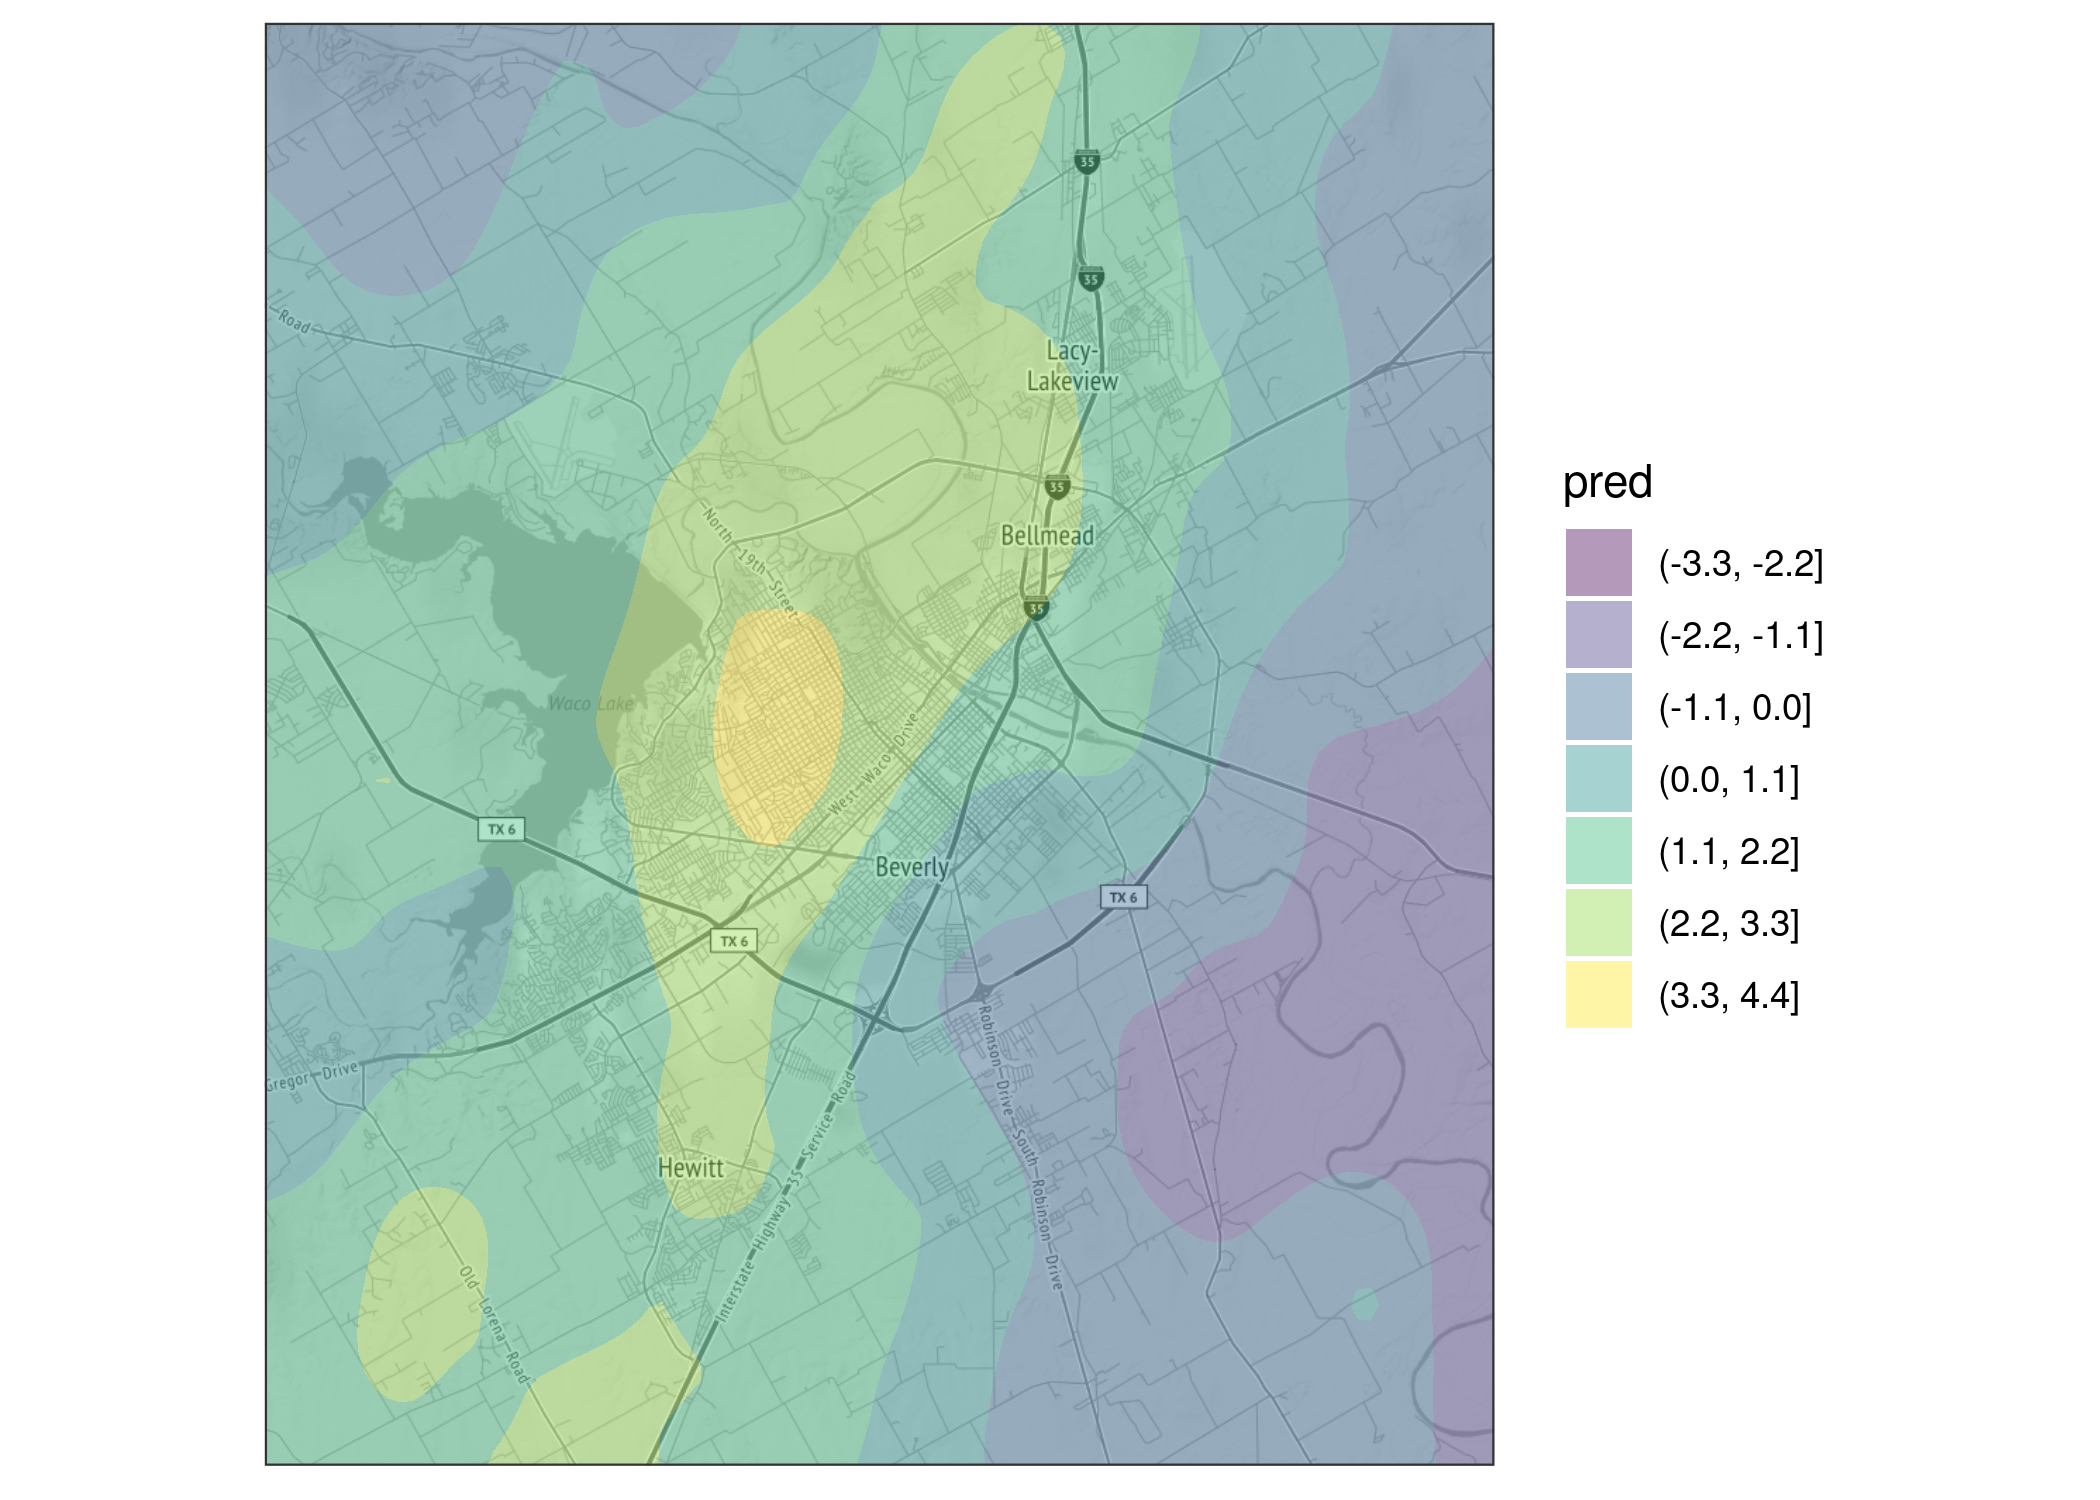 35
35
Road
Lacy-
Lakeview
35
North 19th Street
Bellmead
35
Waco Lake
West Waco Drive
TX 6
Beverly
TX 6
TX 6
Robinson Drive
South Robinson Drive
Gregor Drive
Interstate Highway 35 Service Road
Hewitt
Old Lorena Road
pred
(-3.3, -2.2]
(-2.2, -1.1]
(-1.1, 0.0]
(0.0, 1.1]
(1.1, 2.2]
(2.2, 3.3]
(3.3, 4.4]